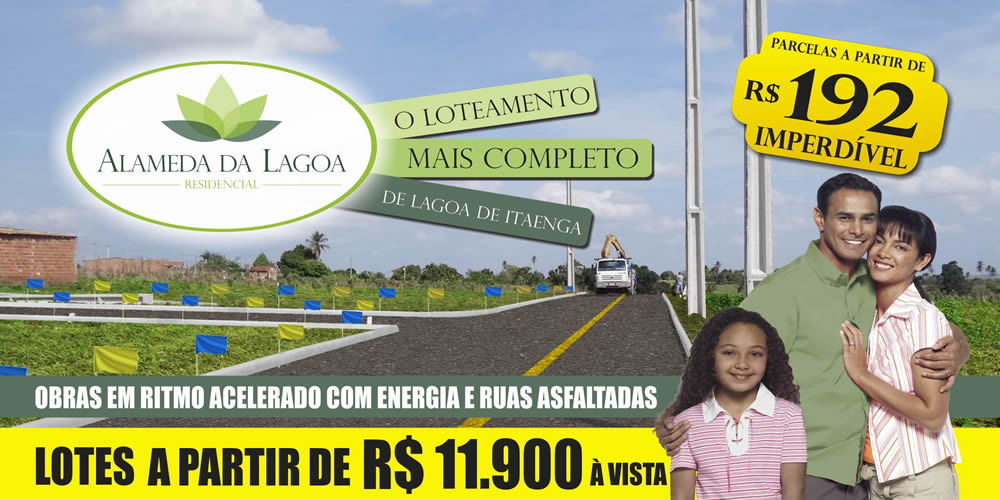 ALAMEDA DA LAGOA
RESIDENCIAL
O LOTEAMENTO
MAIS COMPLETO
DE LAGOA DE ITAENGA
PARCELAS A PARTIR DE
R$ 192
IMPERDÍVEL
OBRAS EM RITMO ACELERADO COM ENERGIA E RUAS ASFALTADAS
LOTES A PARTIR DE R$ 11.900 À VISTA